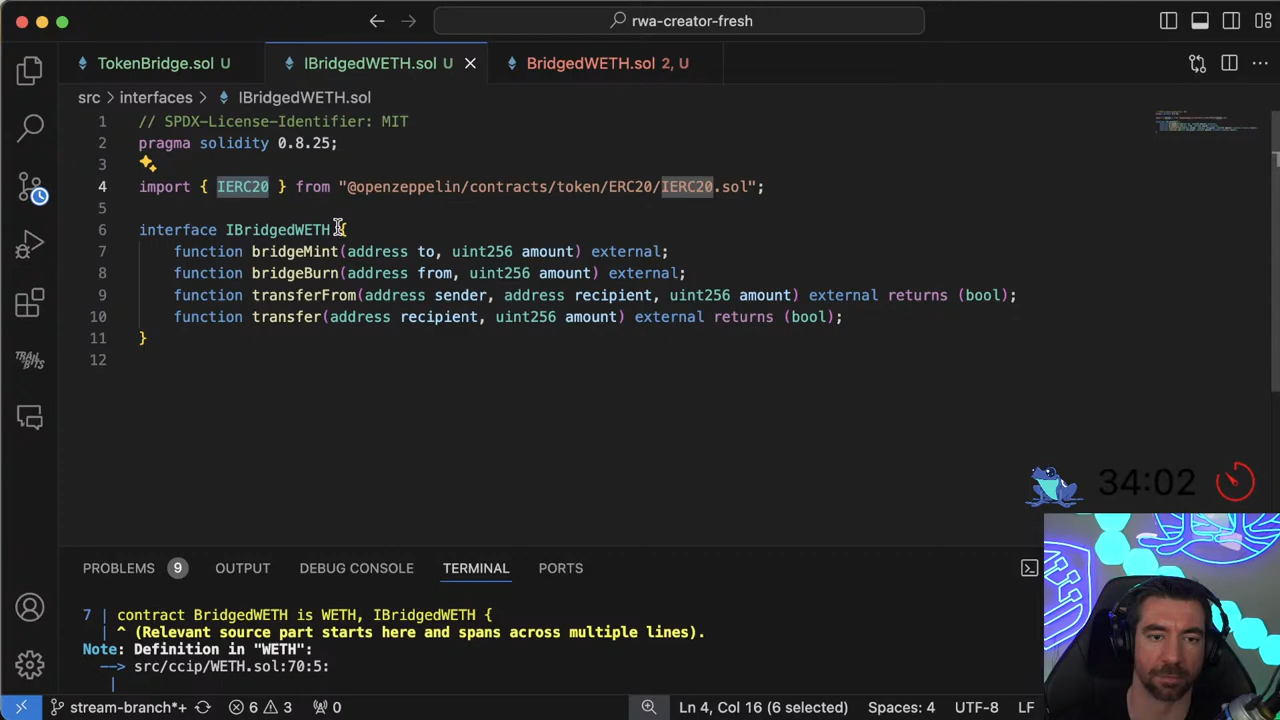 rwa-creator-fresh
TokenBridge.sol U
IBridgedWETH.sol U
BridgedWETH.sol 2, U
src > interfaces > IBridgedWETH.sol
1 // SPDX-License-Identifier: MIT
2 pragma solidity 0.8.25;
3
4 import { IERC20 } from "@openzeppelin/contracts/token/ERC20/IERC20.sol";
5
6 interface IBridgedWETH {
7 function bridgeMint(address to, uint256 amount) external;
8 function bridgeBurn(address from, uint256 amount) external;
9 function transferFrom(address sender, address recipient, uint256 amount) external returns (bool);
10 function transfer(address recipient, uint256 amount) external returns (bool);
11 }
12
TRAIL OF BITS
34:02
PROBLEMS 9 OUTPUT DEBUG CONSOLE TERMINAL PORTS
7 | contract BridgedWETH is WETH, IBridgedWETH {
| ^ (Relevant source part starts here and spans across multiple lines).
Note: Definition in "WETH":
--> src/ccip/WETH.sol:70:5:
|
stream-branch*+ 6 3 0 Ln 4, Col 16 (6 selected) Spaces: 4 UTF-8 LF